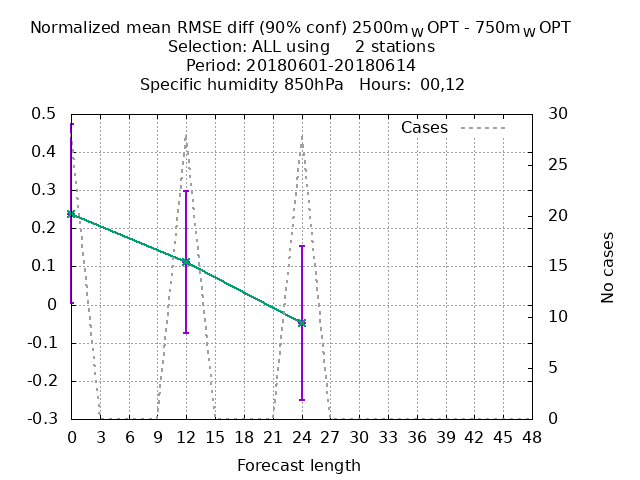 Normalized mean RMSE diff (90% conf) 2500m_W OPT - 750m_W OPT
Selection: ALL using 2 stations
Period: 20180601-20180614
Specific humidity 850hPa Hours: 00,12
Cases
0.5
0.4
0.3
0.2
0.1
0
-0.1
-0.2
-0.3
30
25
20
15
10
5
0
No cases
0 3 6 9 12 15 18 21 24 27 30 33 36 39 42 45 48
Forecast length